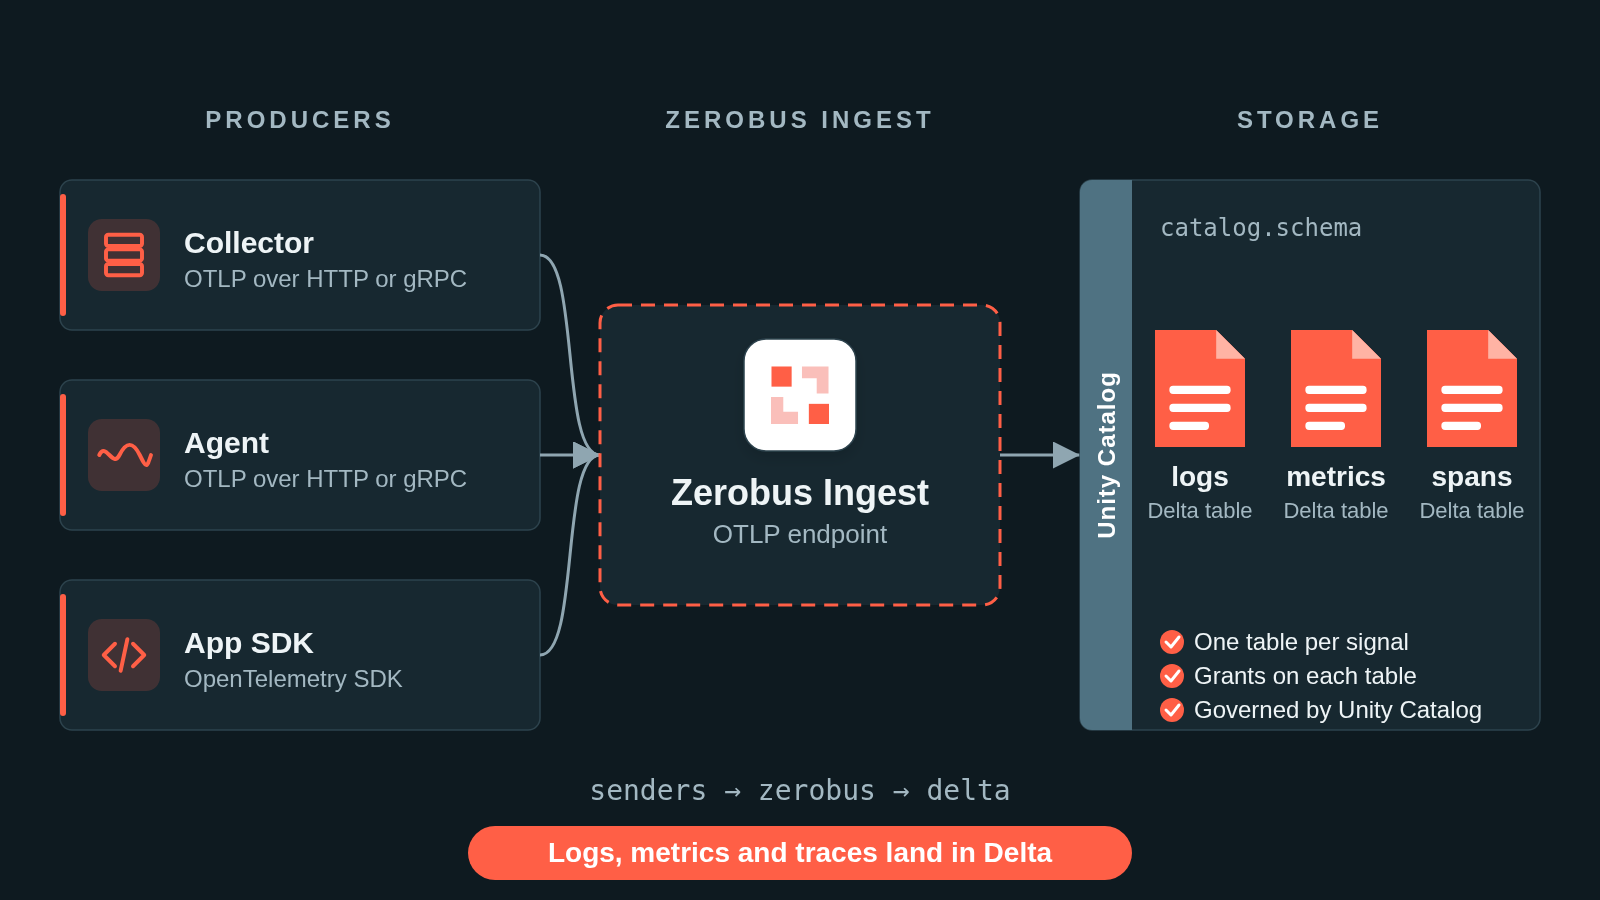 PRODUCERS
ZEROBUS INGEST
STORAGE
Collector
OTLP over HTTP or gRPC
Agent
OTLP over HTTP or gRPC
App SDK
OpenTelemetry SDK
Zerobus Ingest
OTLP endpoint
Unity Catalog
catalog.schema
logs
Delta table
metrics
Delta table
spans
Delta table
One table per signal
Grants on each table
Governed by Unity Catalog
senders → zerobus → delta
Logs, metrics and traces land in Delta